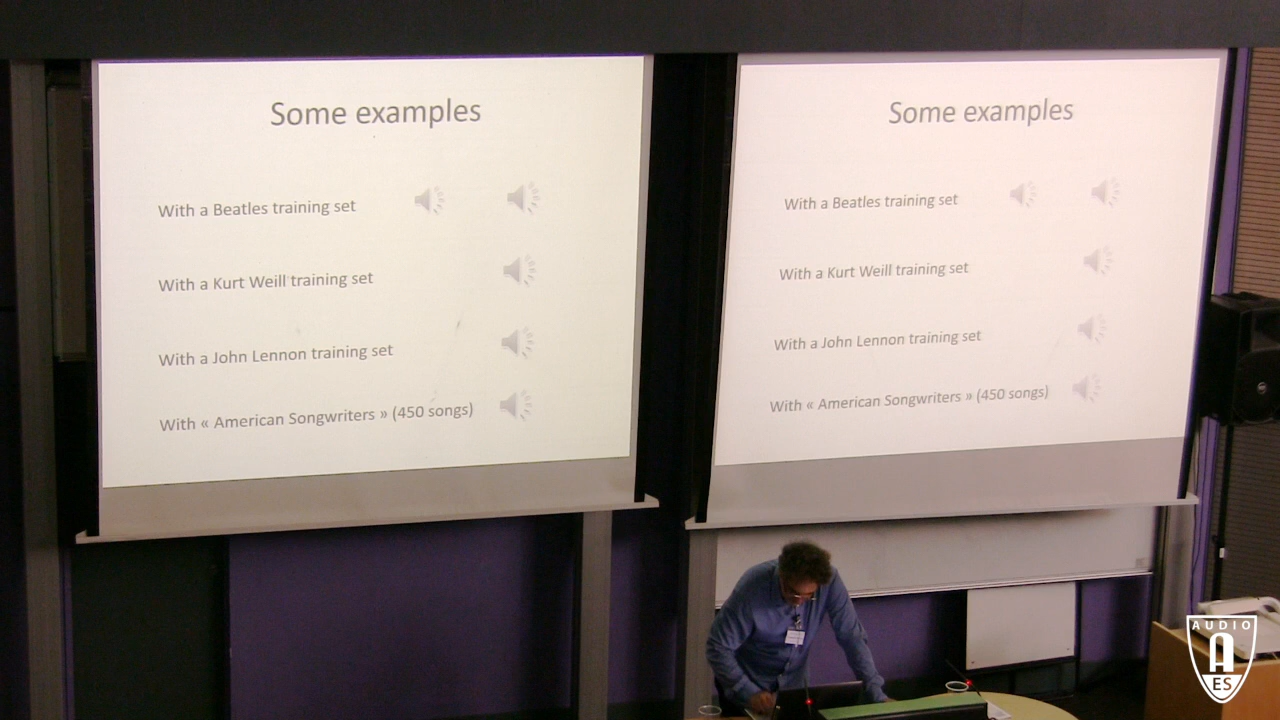 Some examples
With a Beatles training set
With a Kurt Weill training set
With a John Lennon training set
With « American Songwriters » (450 songs)
Some examples
With a Beatles training set
With a Kurt Weill training set
With a John Lennon training set
With « American Songwriters » (450 songs)
AUDIO
A
ES